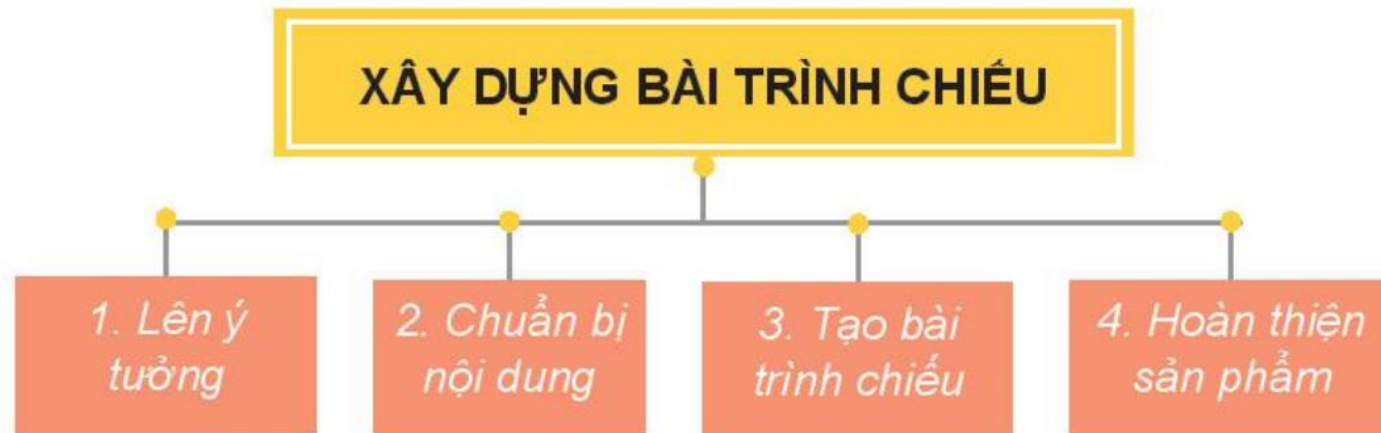 XÂY DỰNG BÀI TRÌNH CHIẾU
1. Lên ý
tưởng
2. Chuẩn bị
nội dung
3. Tạo bài
trình chiếu
4. Hoàn thiện
sản phẩm